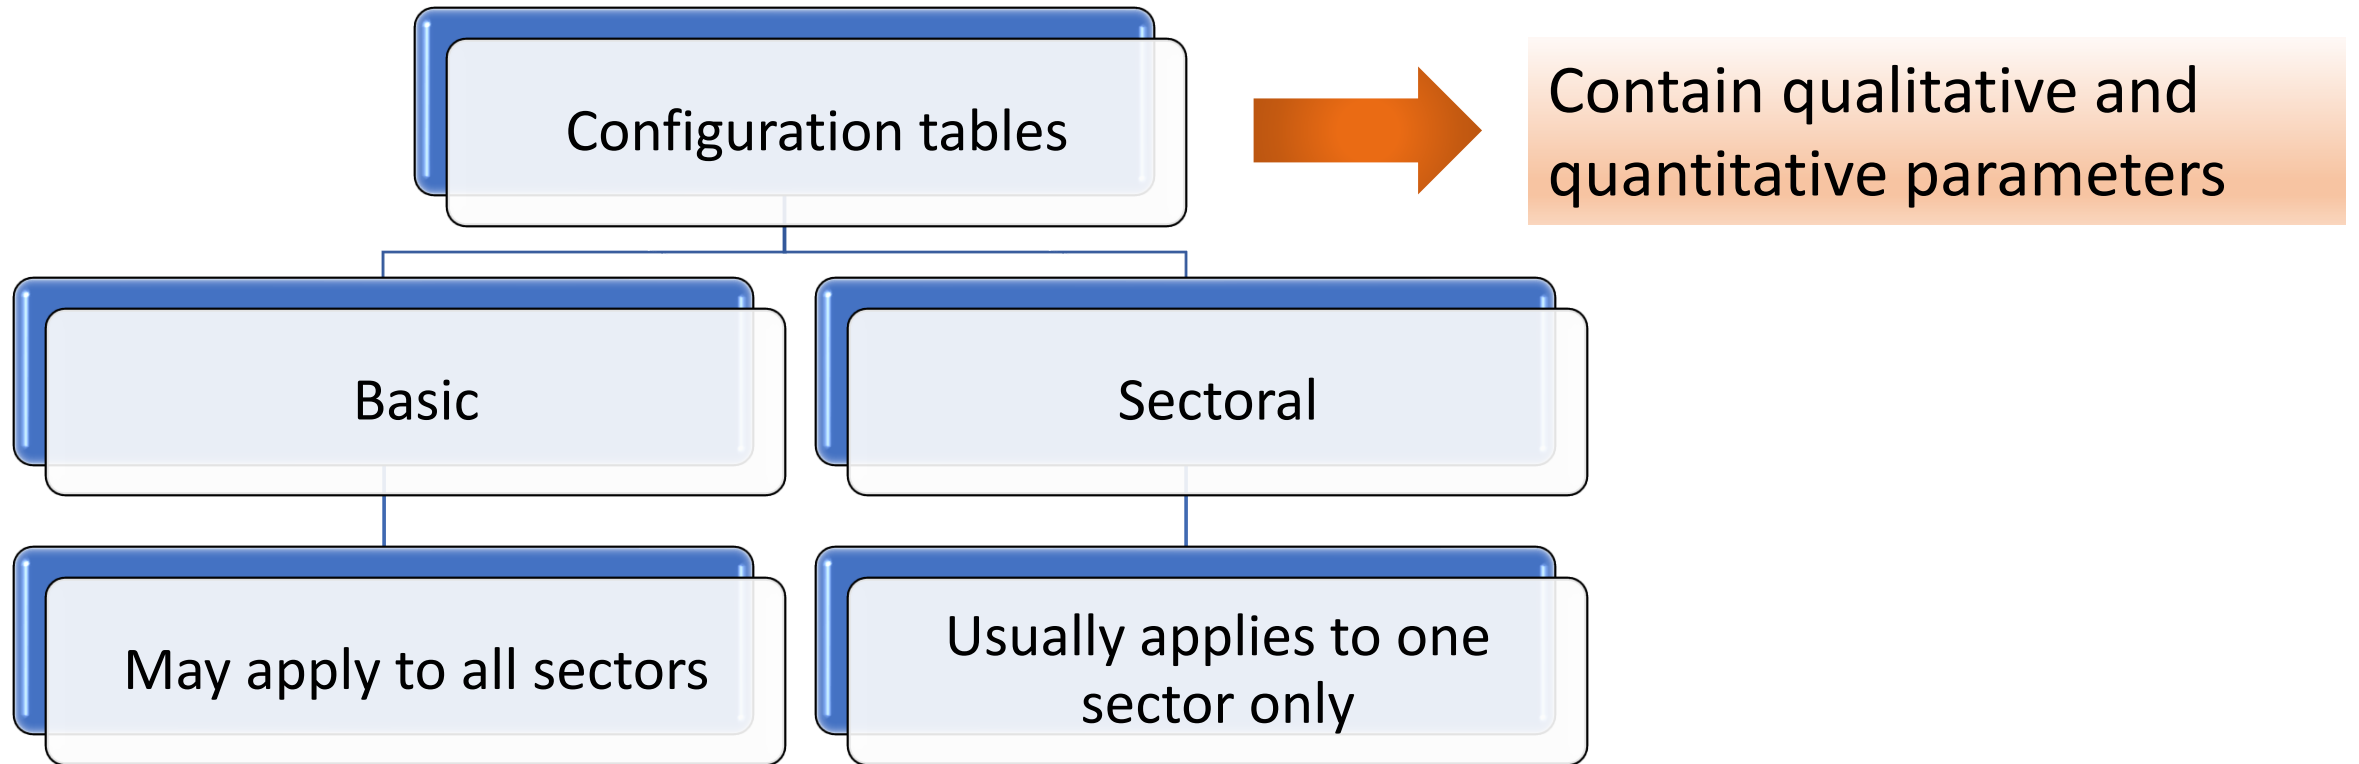 Configuration tables
Contain qualitative and
quantitative parameters
Basic
Sectoral
May apply to all sectors
Usually applies to one
sector only